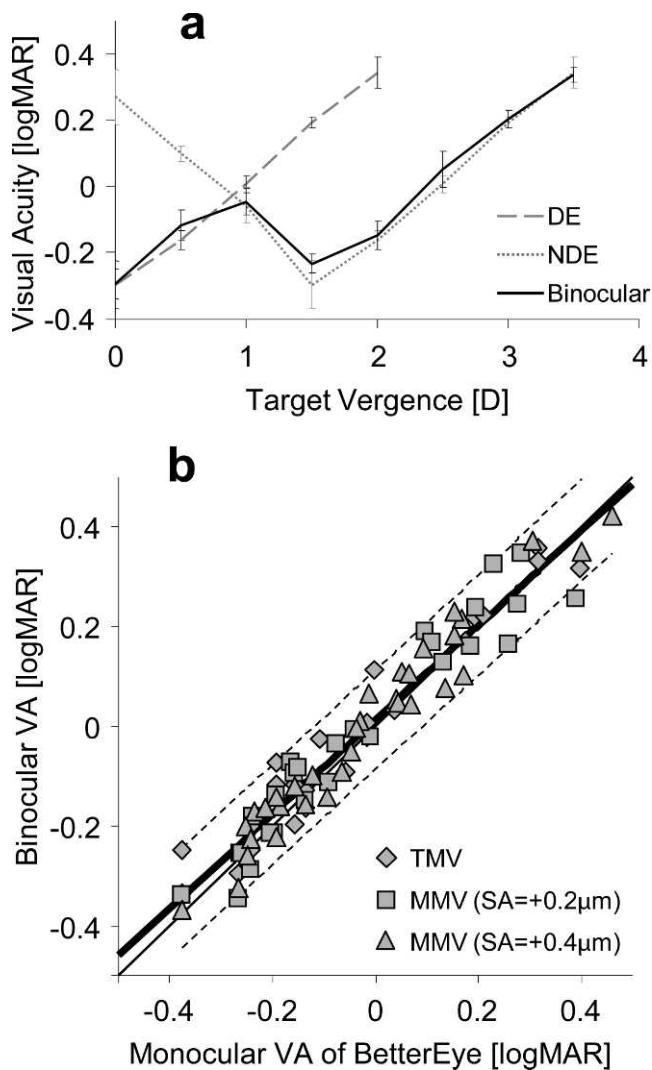 a
Visual Acuity [logMAR]
0.4
0.2
0
-0.2
-0.4
0
1
2
3
4
DE
NDE
Binocular
Target Vergence [D]
b
Binocular VA [logMAR]
0.4
0.2
0
-0.2
-0.4
-0.4
-0.2
0
0.2
0.4
TMV
MMV (SA=+0.2µm)
MMV (SA=+0.4µm)
Monocular VA of BetterEye [logMAR]